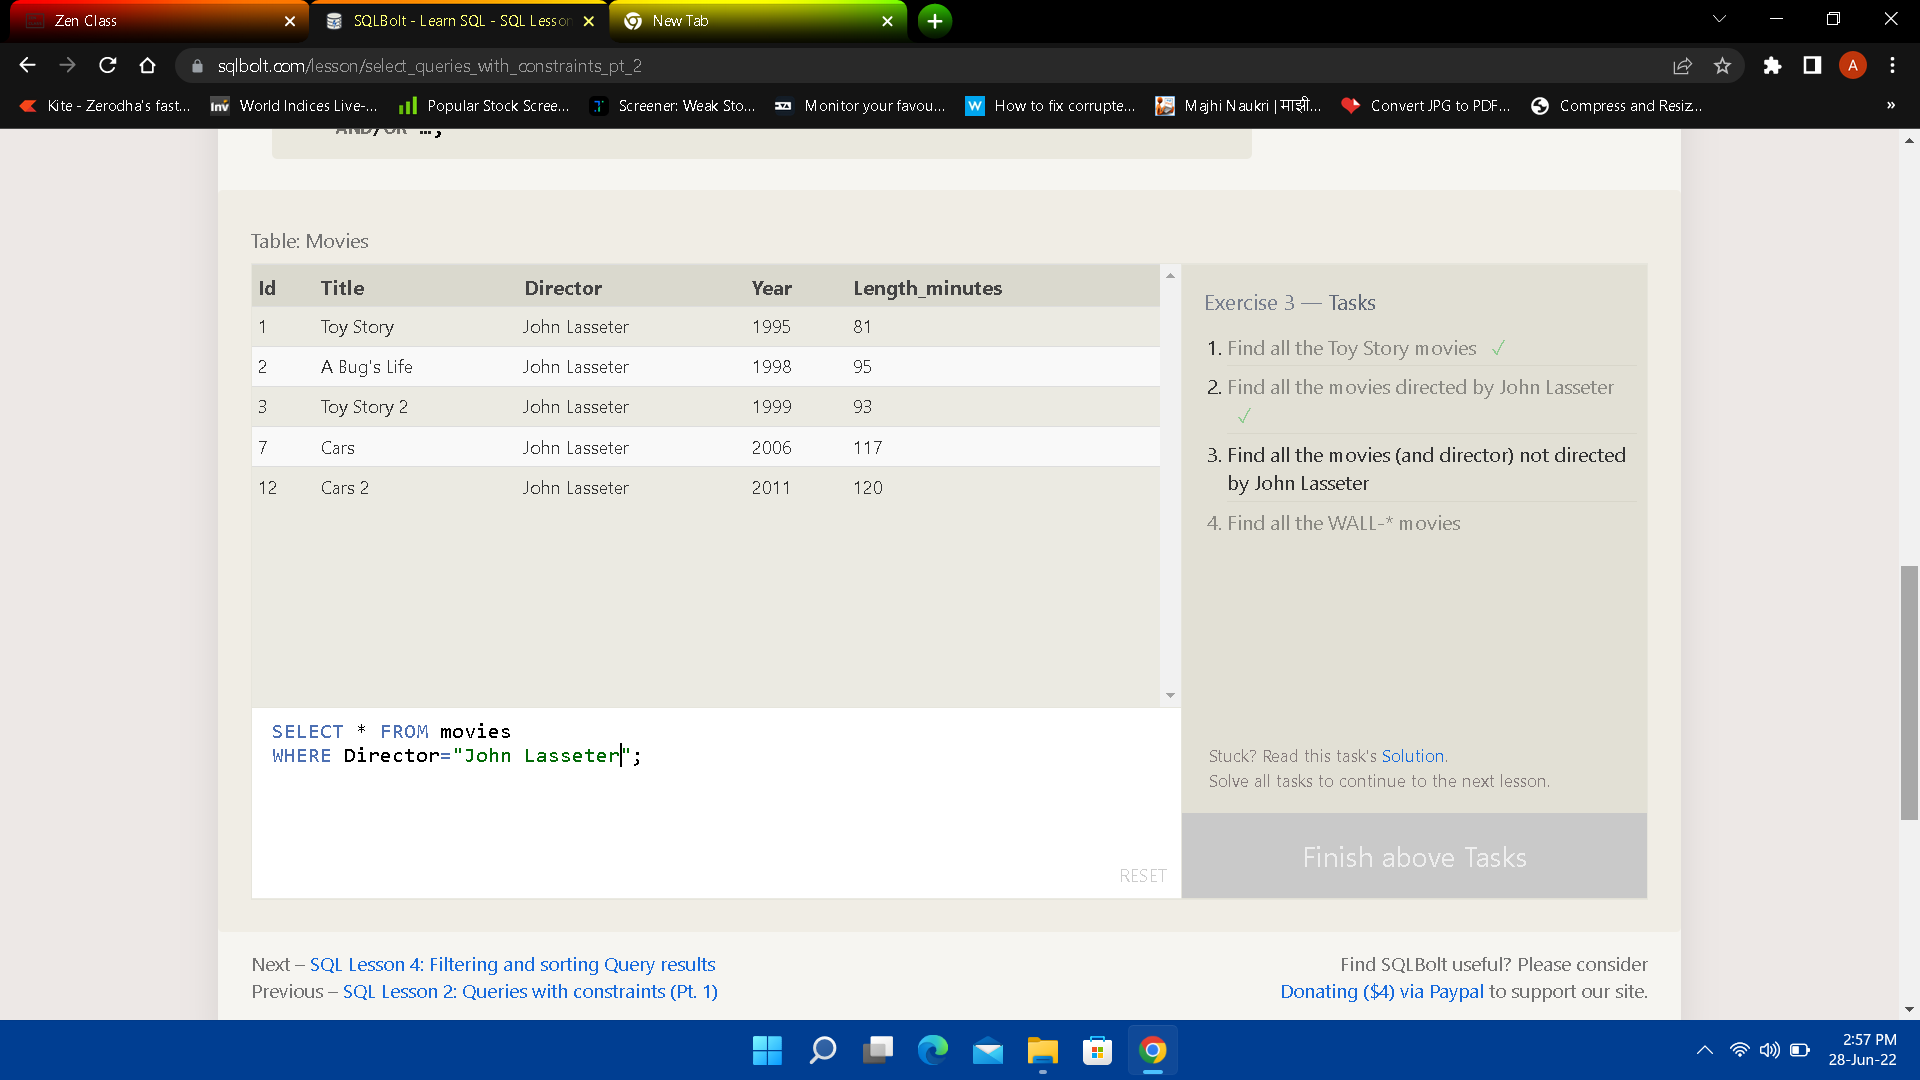 Zen Class
SQLBolt - Learn SQL - SQL Lesson
New Tab
sqlbolt.com/lesson/select_queries_with_constraints_pt_2
A
Kite - Zerodha's fast...
Inv World Indices Live-...
Popular Stock Scree...
Screener: Weak Sto...
Monitor your favou...
W How to fix corrupte...
Majhi Naukri | माझी...
Convert JPG to PDF...
Compress and Resiz...
»
AND/OR …;
Table: Movies
Id Title Director Year Length_minutes
1 Toy Story John Lasseter 1995 81
2 A Bug's Life John Lasseter 1998 95
3 Toy Story 2 John Lasseter 1999 93
7 Cars John Lasseter 2006 117
12 Cars 2 John Lasseter 2011 120
SELECT * FROM movies
WHERE Director="John Lasseter";
RESET
Exercise 3 — Tasks
1. Find all the Toy Story movies ✓
2. Find all the movies directed by John Lasseter
✓
3. Find all the movies (and director) not directed
by John Lasseter
4. Find all the WALL-* movies
Stuck? Read this task's Solution.
Solve all tasks to continue to the next lesson.
Finish above Tasks
Next – SQL Lesson 4: Filtering and sorting Query results
Previous – SQL Lesson 2: Queries with constraints (Pt. 1)
Find SQLBolt useful? Please consider
Donating ($4) via Paypal to support our site.
2:57 PM
28-Jun-22